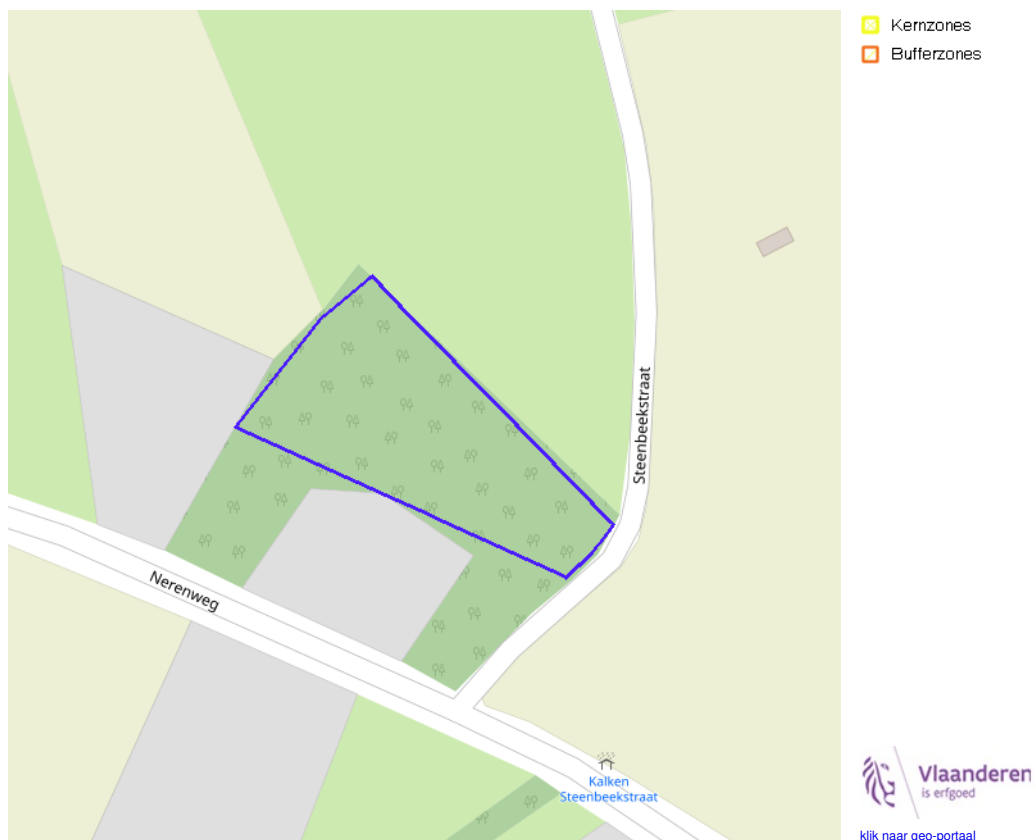 Kernzones
Bufferzones
Steenbeekstraat
Nerenweg
Kalken
Steenbeekstraat
Vlaanderen
is erfgoed
klik naar geo-portaal